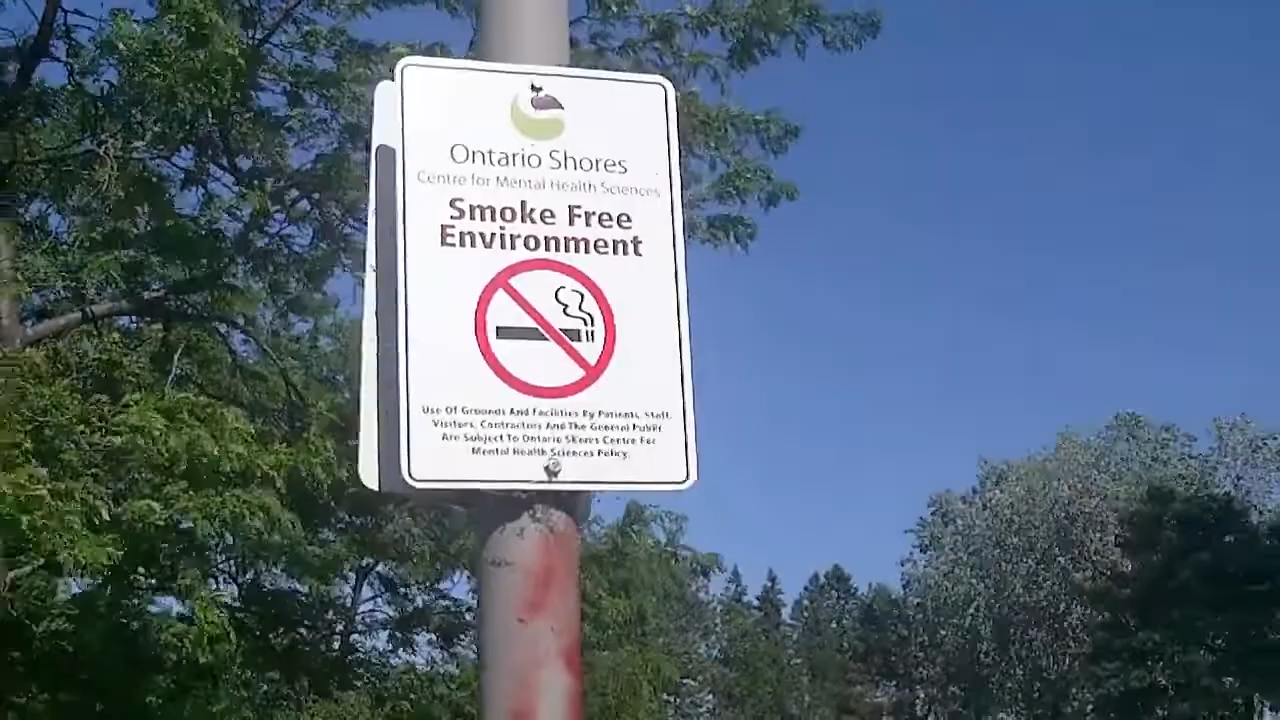 Ontario Shores
Centre for Mental Health Sciences
Smoke Free
Environment
Use Of Grounds And Facilities By Patients, Staff,
Visitors, Contractors And The General Public
Are Subject To Ontario Shores Centre For
Mental Health Sciences Policy.